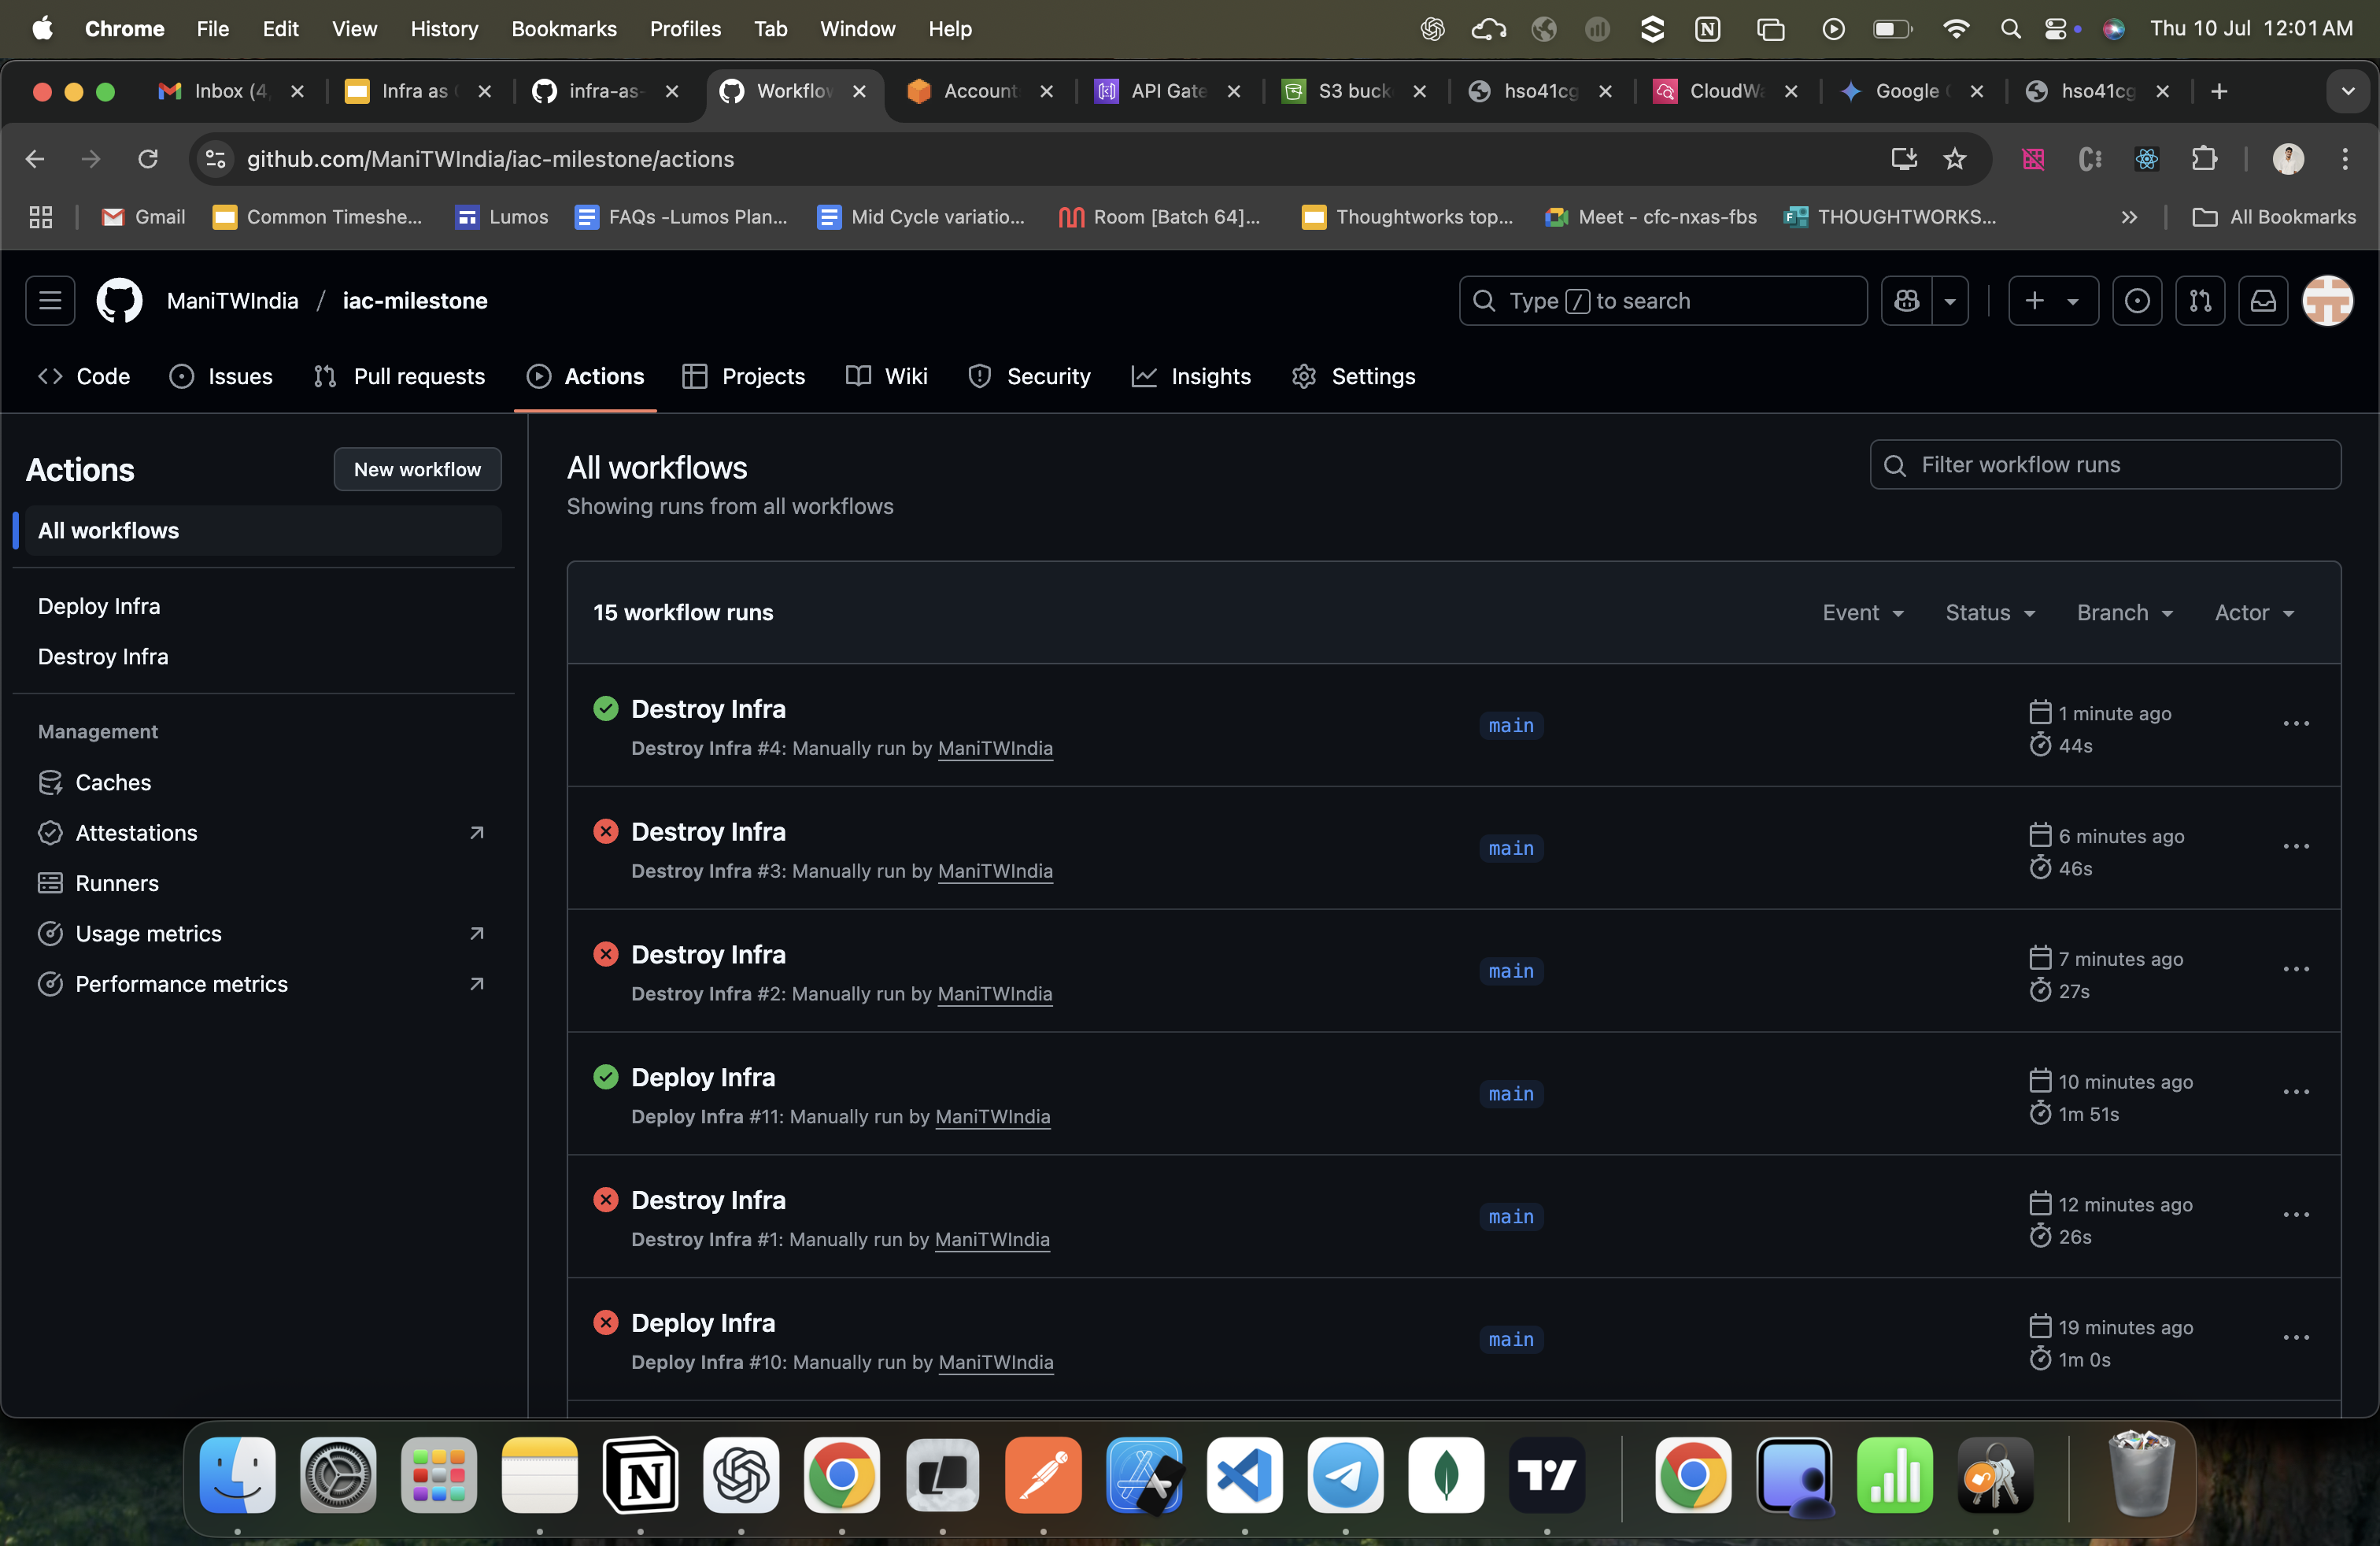 Chrome File Edit View History Bookmarks Profiles Tab Window Help Thu 10 Jul 12:01 AM
Inbox (4, Infra as infra-as- Workflow Account API Gate S3 buck hso41cg CloudWa Google hso41cg
github.com/ManiTWIndia/iac-milestone/actions
Gmail Common Timeshe... Lumos FAQs -Lumos Plan... Mid Cycle variatio... Room [Batch 64]... Thoughtworks top... Meet - cfc-nxas-fbs THOUGHTWORKS... All Bookmarks
ManiTWIndia / iac-milestone Type / to search
Code Issues Pull requests Actions Projects Wiki Security Insights Settings
Actions
New workflow
All workflows
Deploy Infra
Destroy Infra
Management
Caches
Attestations
Runners
Usage metrics
Performance metrics
All workflows
Showing runs from all workflows
Filter workflow runs
15 workflow runs Event Status Branch Actor
Destroy Infra
Destroy Infra #4: Manually run by ManiTWIndia
main
1 minute ago
44s
Destroy Infra
Destroy Infra #3: Manually run by ManiTWIndia
main
6 minutes ago
46s
Destroy Infra
Destroy Infra #2: Manually run by ManiTWIndia
main
7 minutes ago
27s
Deploy Infra
Deploy Infra #11: Manually run by ManiTWIndia
main
10 minutes ago
1m 51s
Destroy Infra
Destroy Infra #1: Manually run by ManiTWIndia
main
12 minutes ago
26s
Deploy Infra
Deploy Infra #10: Manually run by ManiTWIndia
main
19 minutes ago
1m 0s